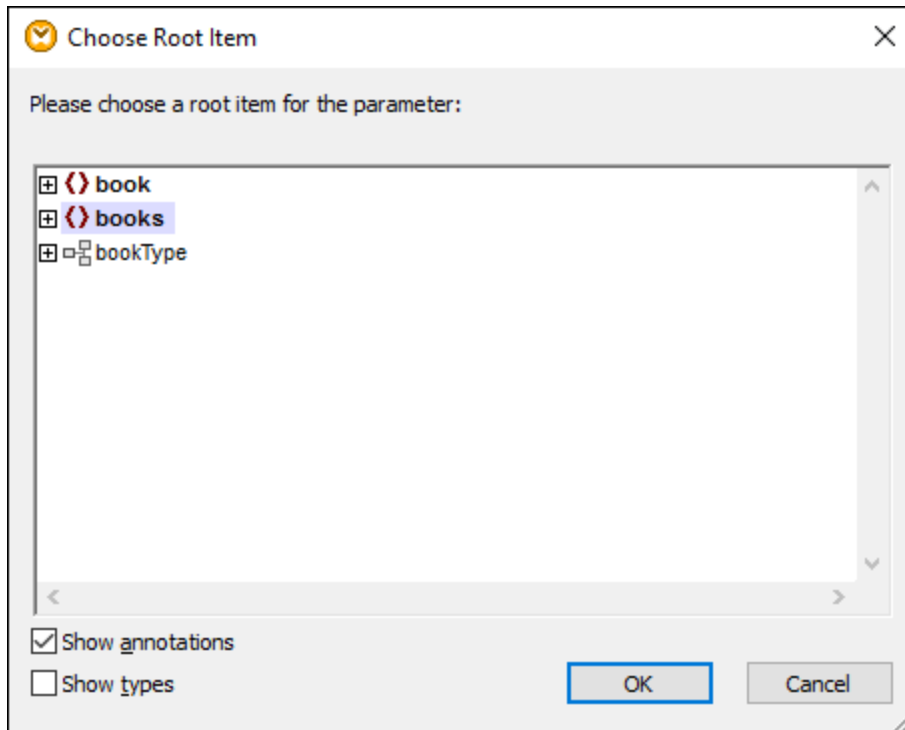 Choose Root Item
Please choose a root item for the parameter:
book
books
bookType
Show annotations
Show types
OK
Cancel